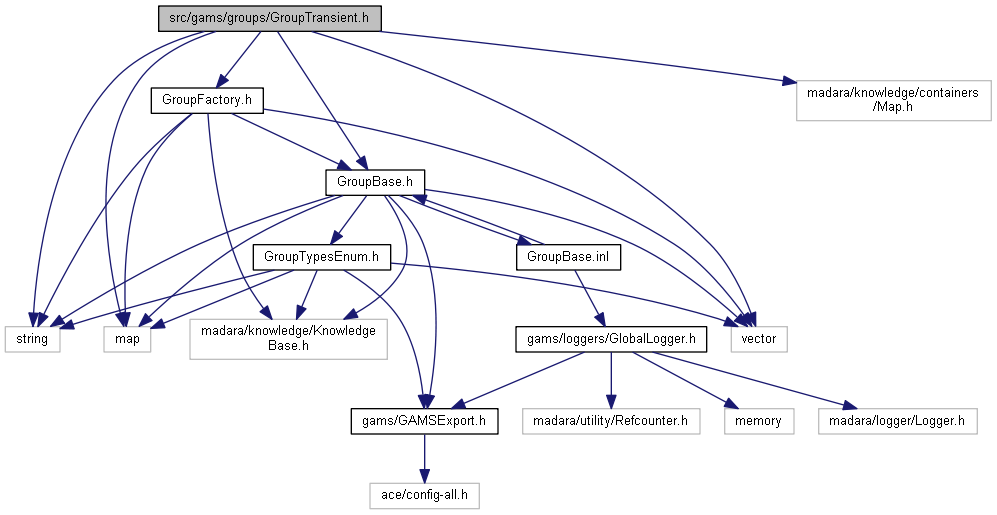 src/gams/groups/GroupTransient.h
GroupFactory.h
madara/knowledge/containers
/Map.h
GroupBase.h
GroupTypesEnum.h
GroupBase.inl
string
map
madara/knowledge/Knowledge
Base.h
gams/loggers/GlobalLogger.h
vector
gams/GAMSExport.h
madara/utility/Refcounter.h
memory
madara/logger/Logger.h
ace/config-all.h